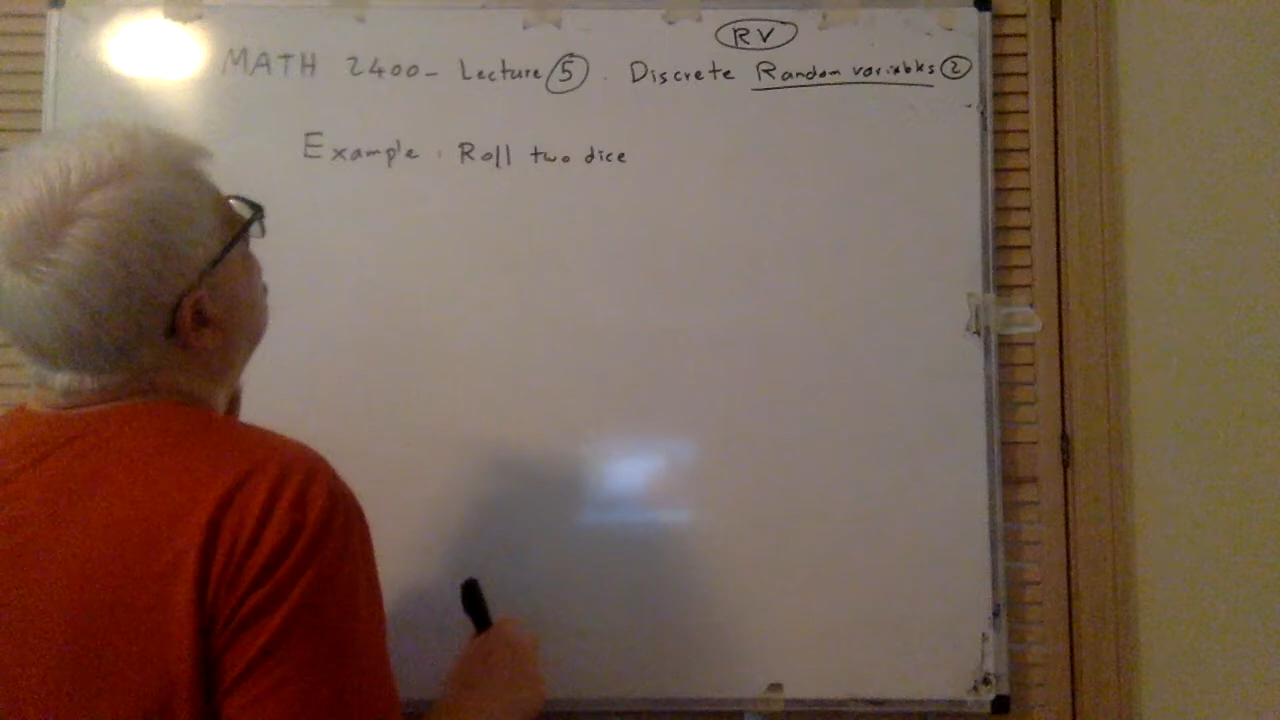 RV
MATH 2400- Lecture 5. Discrete Random variables 2
Example: Roll two dice